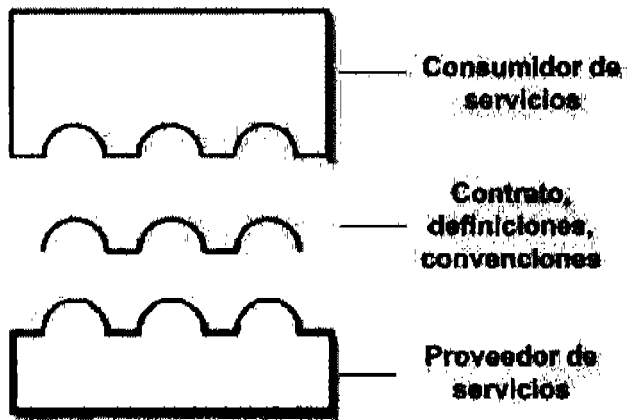 Consumidor de
servicios
Contrato,
definiciones,
convenciones
Proveedor de
servicios